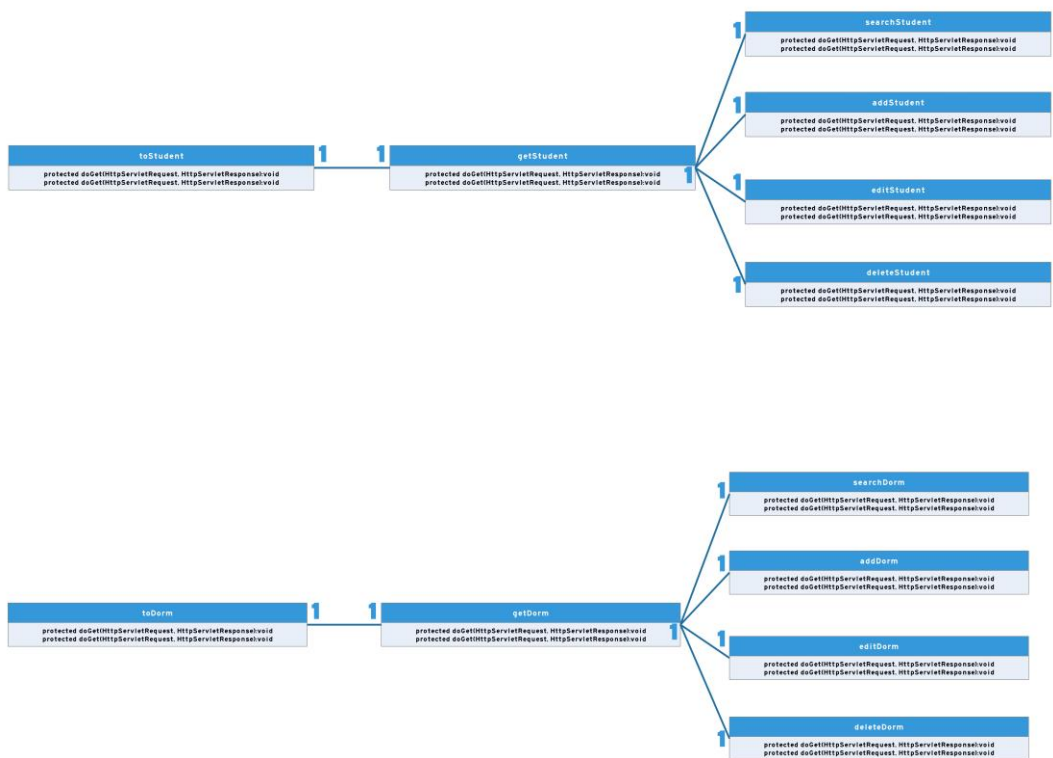 searchStudent
1
protected doGet(HttpServletRequest, HttpServletResponse):void
protected doGet(HttpServletRequest, HttpServletResponse):void
addStudent
1
protected doGet(HttpServletRequest, HttpServletResponse):void
protected doGet(HttpServletRequest, HttpServletResponse):void
toStudent
1
protected doGet(HttpServletRequest, HttpServletResponse):void
protected doGet(HttpServletRequest, HttpServletResponse):void
1
getStudent
protected doGet(HttpServletRequest, HttpServletResponse):void
protected doGet(HttpServletRequest, HttpServletResponse):void
1
editStudent
1
protected doGet(HttpServletRequest, HttpServletResponse):void
protected doGet(HttpServletRequest, HttpServletResponse):void
deleteStudent
1
protected doGet(HttpServletRequest, HttpServletResponse):void
protected doGet(HttpServletRequest, HttpServletResponse):void
searchDorm
1
protected doGet(HttpServletRequest, HttpServletResponse):void
protected doGet(HttpServletRequest, HttpServletResponse):void
addDorm
1
protected doGet(HttpServletRequest, HttpServletResponse):void
protected doGet(HttpServletRequest, HttpServletResponse):void
toDorm
1
protected doGet(HttpServletRequest, HttpServletResponse):void
protected doGet(HttpServletRequest, HttpServletResponse):void
1
getDorm
protected doGet(HttpServletRequest, HttpServletResponse):void
protected doGet(HttpServletRequest, HttpServletResponse):void
1
editDorm
1
protected doGet(HttpServletRequest, HttpServletResponse):void
protected doGet(HttpServletRequest, HttpServletResponse):void
deleteDorm
1
protected doGet(HttpServletRequest, HttpServletResponse):void
protected doGet(HttpServletRequest, HttpServletResponse):void